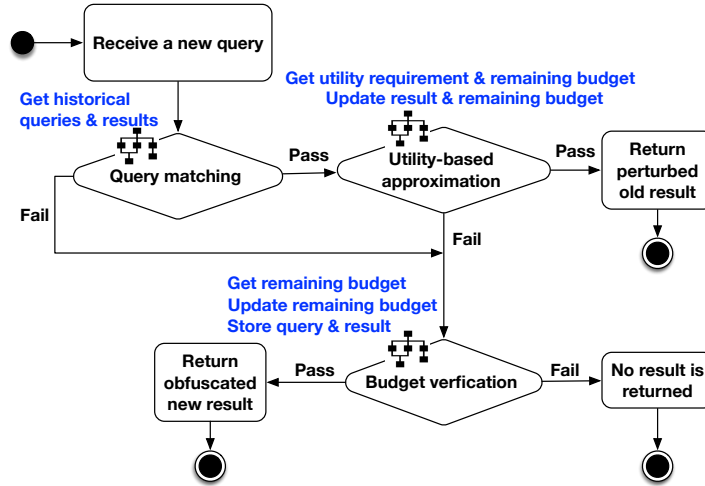 Receive a new query
Get utility requirement & remaining budget
Update result & remaining budget
Get historical
queries & results
Query matching
Pass
Utility-based
approximation
Pass
Return
perturbed
old result
Fail
Fail
Get remaining budget
Update remaining budget
Store query & result
Return
obfuscated
new result
Pass
Budget verfication
Fail
No result is
returned